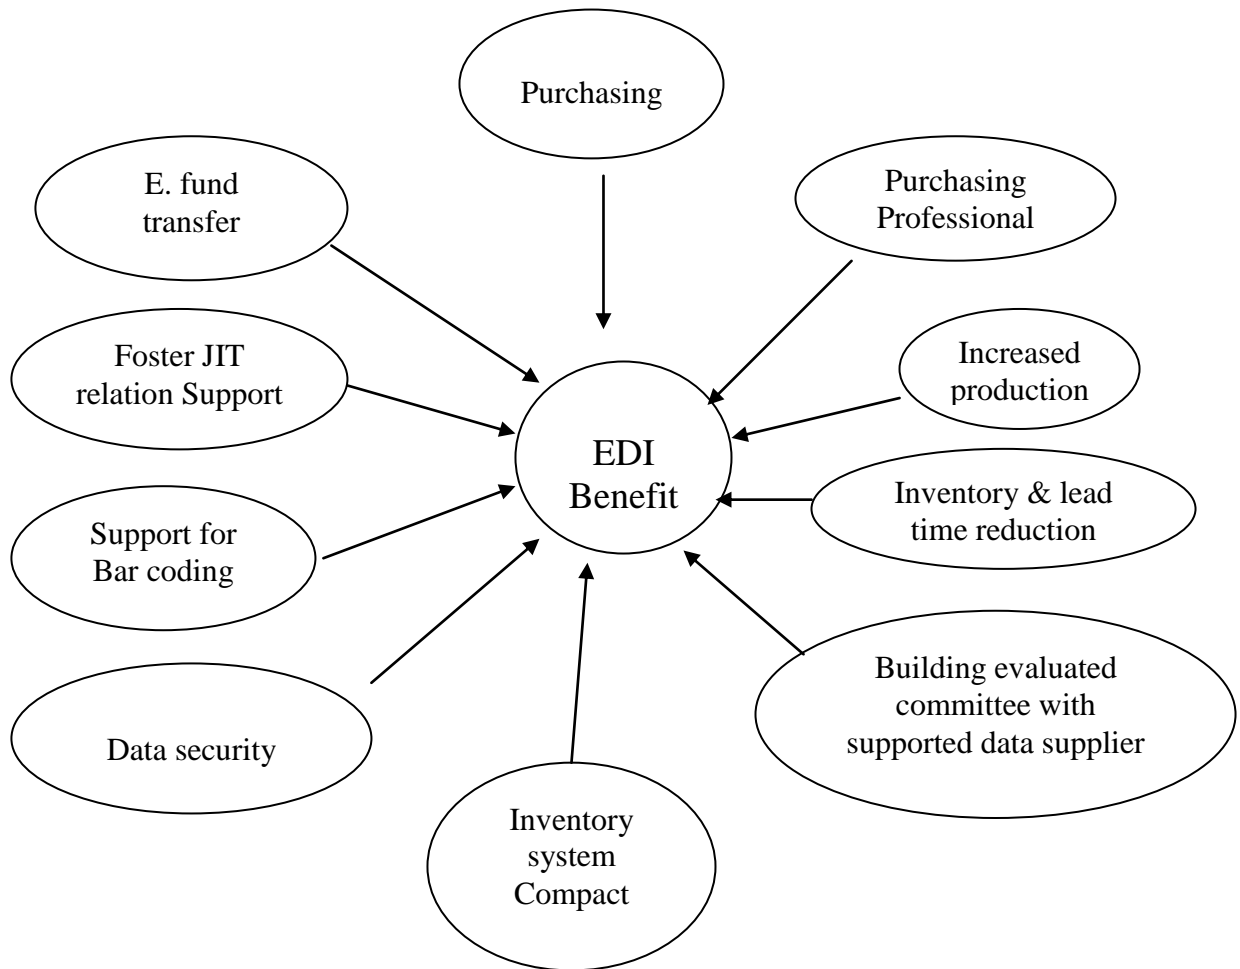 Purchasing
E. fund
transfer
Purchasing
Professional
Foster JIT
relation Support
Increased
production
EDI
Benefit
Inventory & lead
time reduction
Support for
Bar coding
Building evaluated
committee with
supported data supplier
Data security
Inventory
system
Compact